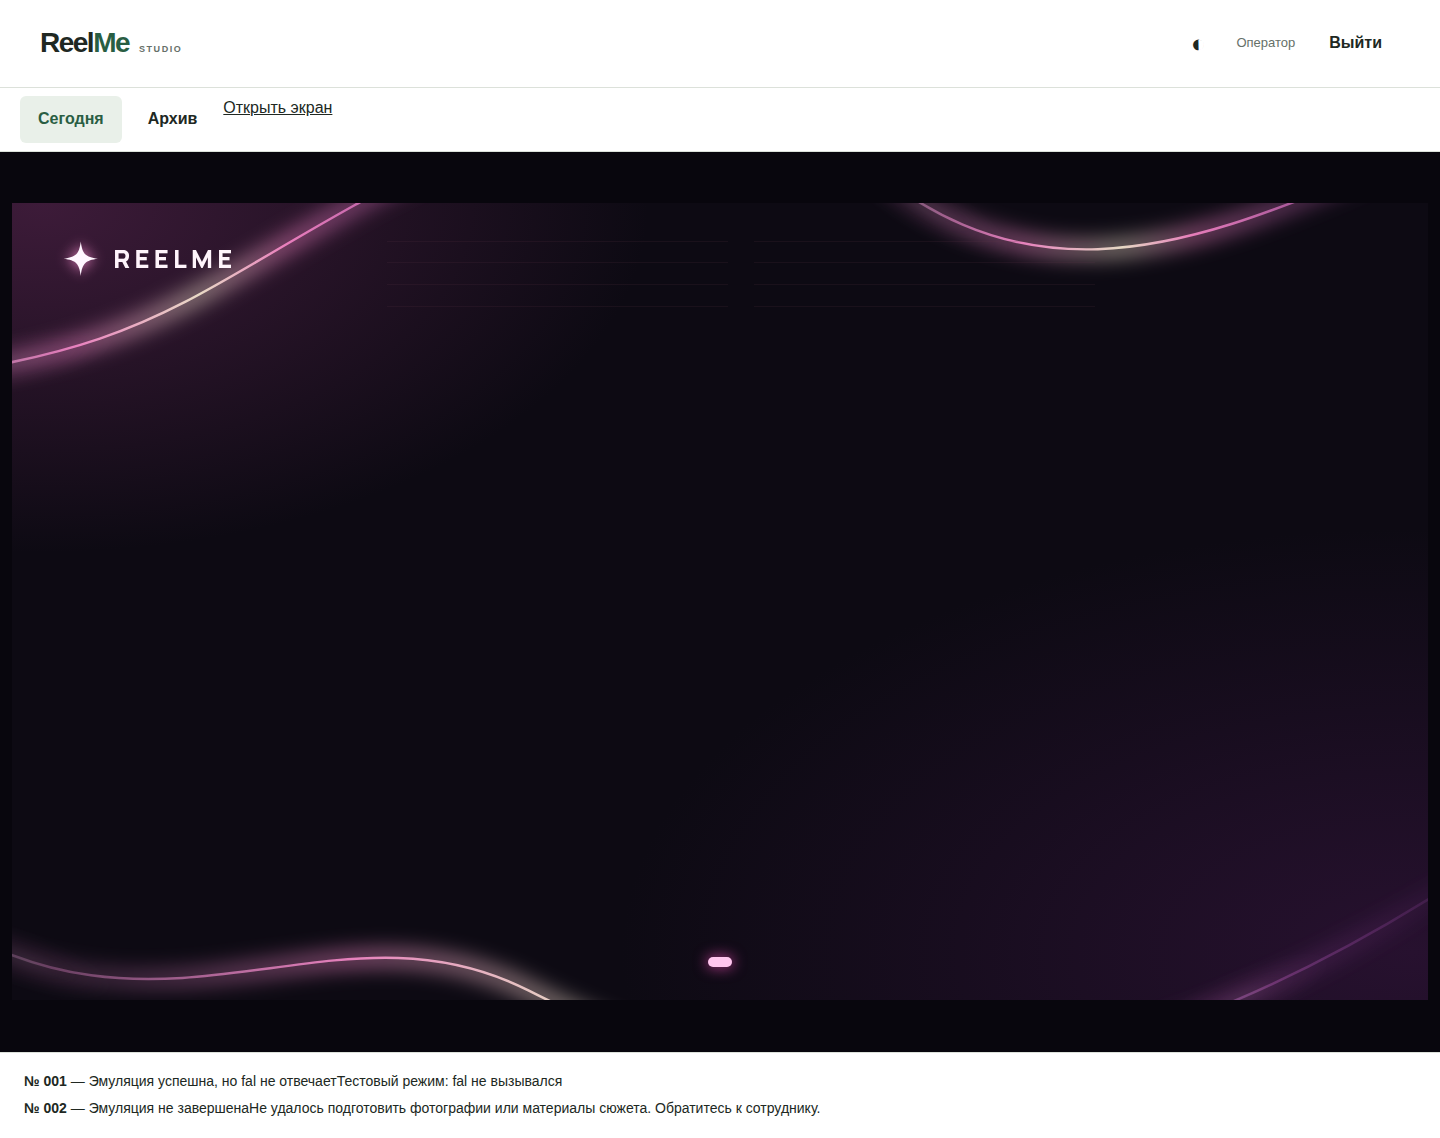 ReelMe STUDIO
Оператор
Выйти
Сегодня
Архив
Открыть экран
REELME
№ 001 — Эмуляция успешна, но fal не отвечаетТестовый режим: fal не вызывался
№ 002 — Эмуляция не завершенаНе удалось подготовить фотографии или материалы сюжета. Обратитесь к сотруднику.